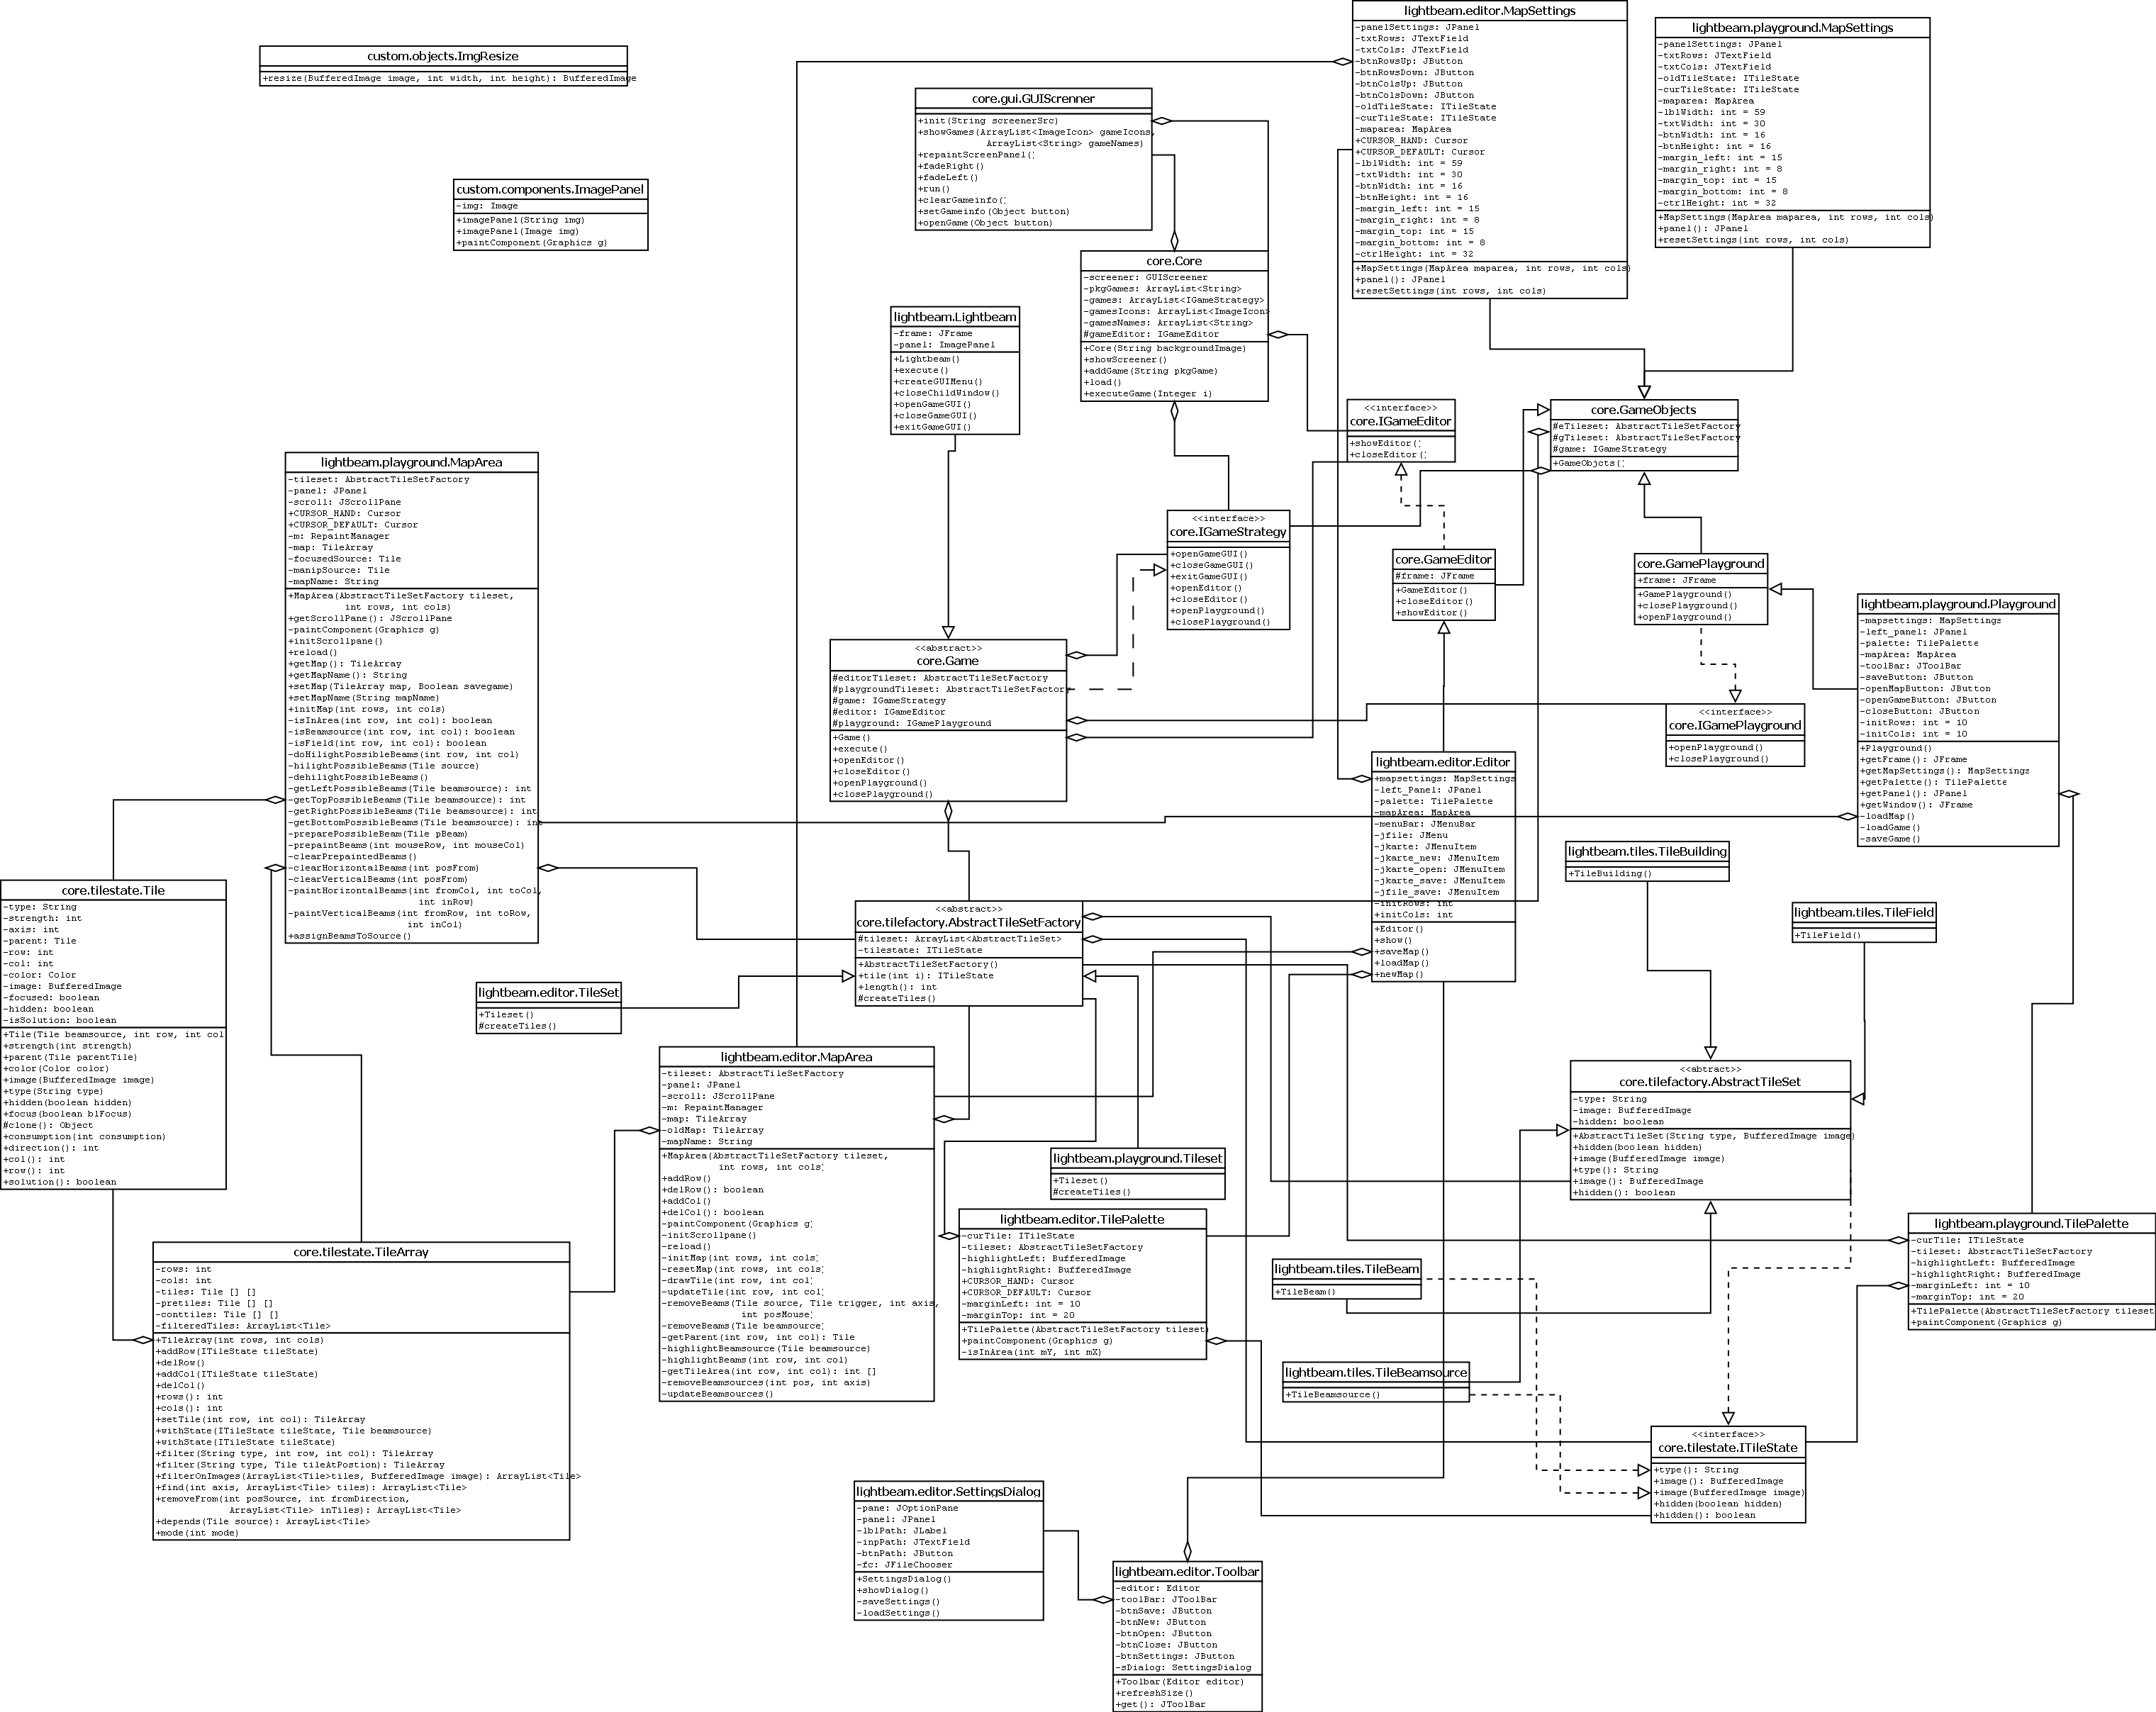 custom.objects.ImgResize
+resize(BufferedImage image, int width, int height): BufferedImage
custom.components.ImagePanel
-img: Image
+imagePanel(String img)
+imagePanel(Image img)
+paintComponent(Graphics g)
core.gui.GUIScrenner
+init(String screenerSrc)
+showGames(ArrayList<ImageIcon> gameIcons,
ArrayList<String> gameNames)
+repaintScreenPanel()
+fadeRight()
+fadeLeft()
+run()
+clearGameinfo()
+setGameinfo(Object button)
+openGame(Object button)
lightbeam.editor.MapSettings
-panelSettings: JPanel
-txtRows: JTextField
-txtCols: JTextField
-btnRowsUp: JButton
-btnRowsDown: JButton
-btnColsUp: JButton
-btnColsDown: JButton
-oldTileState: ITileState
-curTileState: ITileState
-maparea: MapArea
+CURSOR_HAND: Cursor
+CURSOR_DEFAULT: Cursor
-lblWidth: int = 59
-txtWidth: int = 30
-btnWidth: int = 16
-btnHeight: int = 16
-margin_left: int = 15
-margin_right: int = 8
-margin_top: int = 15
-margin_bottom: int = 8
-ctrlHeight: int = 32
+MapSettings(MapArea maparea, int rows, int cols)
+panel(): JPanel
+resetSettings(int rows, int cols)
lightbeam.playground.MapSettings
-panelSettings: JPanel
-txtRows: JTextField
-txtCols: JTextField
-oldTileState: ITileState
-curTileState: ITileState
-maparea: MapArea
-lblWidth: int = 59
-txtWidth: int = 30
-btnWidth: int = 16
-btnHeight: int = 16
-margin_left: int = 15
-margin_right: int = 8
-margin_top: int = 15
-margin_bottom: int = 8
-ctrlHeight: int = 32
+MapSettings(MapArea maparea, int rows, int cols)
+panel(): JPanel
+resetSettings(int rows, int cols)
core.Core
-screener: GUIScreener
-pkgGames: ArrayList<String>
-games: ArrayList<IGameStrategy>
-gamesIcons: ArrayList<ImageIcon>
-gamesNames: ArrayList<String>
#gameEditor: IGameEditor
+Core(String backgroundImage)
+showScreener()
+addGame(String pkgGame)
+load()
+executeGame(Integer i)
lightbeam.Lightbeam
-frame: JFrame
-panel: ImagePanel
+Lightbeam()
+execute()
+createGUIMenu()
+closeChildWindow()
+openGameGUI()
+closeGameGUI()
+exitGameGUI()
<<interface>>
core.IGameEditor
+showEditor()
+closeEditor()
core.GameObjects
#eTileset: AbstractTileSetFactory
#gTileset: AbstractTileSetFactory
#game: IGameStrategy
+GameObjcts()
lightbeam.playground.MapArea
-tileset: AbstractTileSetFactory
-panel: JPanel
-scroll: JScrollPane
+CURSOR_HAND: Cursor
+CURSOR_DEFAULT: Cursor
-m: RepaintManager
-map: TileArray
-focusedSource: Tile
-manipSource: Tile
-mapName: String
+MapArea(AbstractTileSetFactory tileset,
int rows, int cols)
+getScrollPane(): JScrollPane
-paintComponent(Graphics g)
+initScrollpane()
+reload()
+getMap(): TileArray
+getMapName(): String
+setMap(TileArray map, Boolean savegame)
+setMapName(String mapName)
+initMap(int rows, int cols)
-isInArea(int row, int col): boolean
-isBeamsource(int row, int col): boolean
-isField(int row, int col): boolean
-doHilightPossibleBeams(int row, int col)
-hilightPossibleBeams(Tile source)
-dehilightPossibleBeams()
-getLeftPossibleBeams(Tile beamsource): int
-getTopPossibleBeams(Tile beamsource): int
-getRightPossibleBeams(Tile beamsource): int
-getBottomPossibleBeams(Tile beamsource): int
-preparePossibleBeam(Tile pBeam)
-prepaintBeams(int mouseRow, int mouseCol)
-clearPrepaintedBeams()
-clearHorizontalBeams(int posFrom)
-clearVerticalBeams(int posFrom)
-paintHorizontalBeams(int fromCol, int toCol,
int inRow)
-paintVerticalBeams(int fromRow, int toRow,
int inCol)
+assignBeamsToSource()
<<interface>>
core.IGameStrategy
+openGameGUI()
+closeGameGUI()
+exitGameGUI()
+openEditor()
+closeEditor()
+openPlayground()
+closePlayground()
core.GameEditor
#frame: JFrame
+GameEditor()
+closeEditor()
+showEditor()
core.GamePlayground
+frame: JFrame
+GamePlayground()
+closePlayground()
+openPlayground()
lightbeam.playground.Playground
-mapsettings: MapSettings
-left_panel: JPanel
-palette: TilePalette
-mapArea: MapArea
-toolBar: JToolBar
-saveButton: JButton
-openMapButton: JButton
-openGameButton: JButton
-closeButton: JButton
-initRows: int = 10
-initCols: int = 10
+Playground()
+getFrame(): JFrame
+getMapSettings(): MapSettings
+getPalette(): TilePalette
+getPanel(): JPanel
+getWindow(): JFrame
-loadMap()
-loadGame()
-saveGame()
<<abstract>>
core.Game
#editorTileset: AbstractTileSetFactory
#playgroundTileset: AbstractTileSetFactory
#game: IGameStrategy
#editor: IGameEditor
#playground: IGamePlayground
+Game()
+execute()
+openEditor()
+closeEditor()
+openPlayground()
+closePlayground()
<<interface>>
core.IGamePlayground
+openPlayground()
+closePlayground()
lightbeam.editor.Editor
+mapsettings: MapSettings
-left_Panel: JPanel
-palette: TilePalette
-mapArea: MapArea
-menuBar: JMenuBar
-jfile: JMenu
-jkarte: JMenuItem
-jkarte_new: JMenuItem
-jkarte_open: JMenuItem
-jkarte_save: JMenuItem
-jfile_save: JMenuItem
-initRows: int
+initCols: int
+Editor()
+show()
+saveMap()
+loadMap()
+newMap()
lightbeam.tiles.TileBuilding
+TileBuilding()
lightbeam.tiles.TileField
+TileField()
core.tilestate.Tile
-type: String
-strength: int
-axis: int
-parent: Tile
-row: int
-col: int
-color: Color
-image: BufferedImage
-focused: boolean
-hidden: boolean
-isSolution: boolean
+Tile(Tile beamsource, int row, int col
+strength(int strength)
+parent(Tile parentTile)
+color(Color color)
+image(BufferedImage image)
+type(String type)
+hidden(boolean hidden)
+focus(boolean blFocus)
#clone(): Object
+consumption(int consumption)
+direction(): int
+col(): int
+row(): int
+solution(): boolean
<<abstract>>
core.tilefactory.AbstractTileSetFactory
#tileset: ArrayList<AbstractTileSet>
-tilestate: ITileState
+AbstractTileSetFactory()
+tile(int i): ITileState
+length(): int
#createTiles()
lightbeam.editor.TileSet
+Tileset()
#createTiles()
lightbeam.editor.MapArea
-tileset: AbstractTileSetFactory
-panel: JPanel
-scroll: JScrollPane
-m: RepaintManager
-map: TileArray
-oldMap: TileArray
-mapName: String
+MapArea(AbstractTileSetFactory tileset,
int rows, int cols)
+addRow()
+delRow(): boolean
+addCol()
+delCol(): boolean
-paintComponent(Graphics g)
-initScrollpane()
-reload()
-initMap(int rows, int cols)
-resetMap(int rows, int cols)
-drawTile(int row, int col)
-updateTile(int row, int col)
-removeBeams(Tile source, Tile trigger, int axis,
int posMouse)
-removeBeams(Tile beamsource)
-getParent(int row, int col): Tile
-highlightBeamsource(Tile beamsource)
-highlightBeams(int row, int col)
-getTileArea(int row, int col): int []
-removeBeamsources(int pos, int axis)
-updateBeamsources()
<<abtract>>
core.tilefactory.AbstractTileSet
-type: String
-image: BufferedImage
-hidden: boolean
+AbstractTileSet(String type, BufferedImage image)
+hidden(boolean hidden)
+image(BufferedImage image)
+type(): String
+image(): BufferedImage
+hidden(): boolean
lightbeam.playground.Tileset
+Tileset()
#createTiles()
lightbeam.editor.TilePalette
-curTile: ITileState
-tileset: AbstractTileSetFactory
-highlightLeft: BufferedImage
-highlightRight: BufferedImage
+CURSOR_HAND: Cursor
+CURSOR_DEFAULT: Cursor
-marginLeft: int = 10
-marginTop: int = 20
+TilePalette(AbstractTileSetFactory tileset)
+paintComponent(Graphics g)
-isInArea(int mY, int mX)
lightbeam.playground.TilePalette
-curTile: ITileState
-tileset: AbstractTileSetFactory
-highlightLeft: BufferedImage
-highlightRight: BufferedImage
-marginLeft: int = 10
-marginTop: int = 20
+TilePalette(AbstractTileSetFactory tileset
+paintComponent(Graphics g)
core.tilestate.TileArray
-rows: int
-cols: int
-tiles: Tile [] []
-pretiles: Tile [] []
-conttiles: Tile [] []
-filteredTiles: ArrayList<Tile>
+TileArray(int rows, int cols)
+addRow(ITileState tileState)
+delRow()
+addCol(ITileState tileState)
+delCol()
+rows(): int
+cols(): int
+setTile(int row, int col): TileArray
+withState(ITileState tileState, Tile beamsource)
+withState(ITileState tileState)
+filter(String type, int row, int col): TileArray
+filter(String type, Tile tileAtPostion): TileArray
+filterOnImages(ArrayList<Tile>tiles, BufferedImage image): ArrayList<Tile>
+find(int axis, ArrayList<Tile> tiles): ArrayList<Tile>
+removeFrom(int posSource, int fromDirection,
ArrayList<Tile> inTiles): ArrayList<Tile>
+depends(Tile source): ArrayList<Tile>
+mode(int mode)
lightbeam.tiles.TileBeam
+TileBeam()
lightbeam.tiles.TileBeamsource
+TileBeamsource()
<<interface>>
core.tilestate.ITileState
+type(): String
+image(): BufferedImage
+image(BufferedImage image)
+hidden(boolean hidden)
+hidden(): boolean
lightbeam.editor.SettingsDialog
-pane: JOptionPane
-panel: JPanel
-lblPath: JLabel
-inpPath: JTextField
-btnPath: JButton
-fc: JFileChooser
+SettingsDialog()
+showDialog()
-saveSettings()
-loadSettings()
lightbeam.editor.Toolbar
-editor: Editor
-toolBar: JToolBar
-btnSave: JButton
-btnNew: JButton
-btnOpen: JButton
-btnClose: JButton
-btnSettings: JButton
-sDialog: SettingsDialog
+Toolbar(Editor editor)
+refreshSize()
+get(): JToolBar